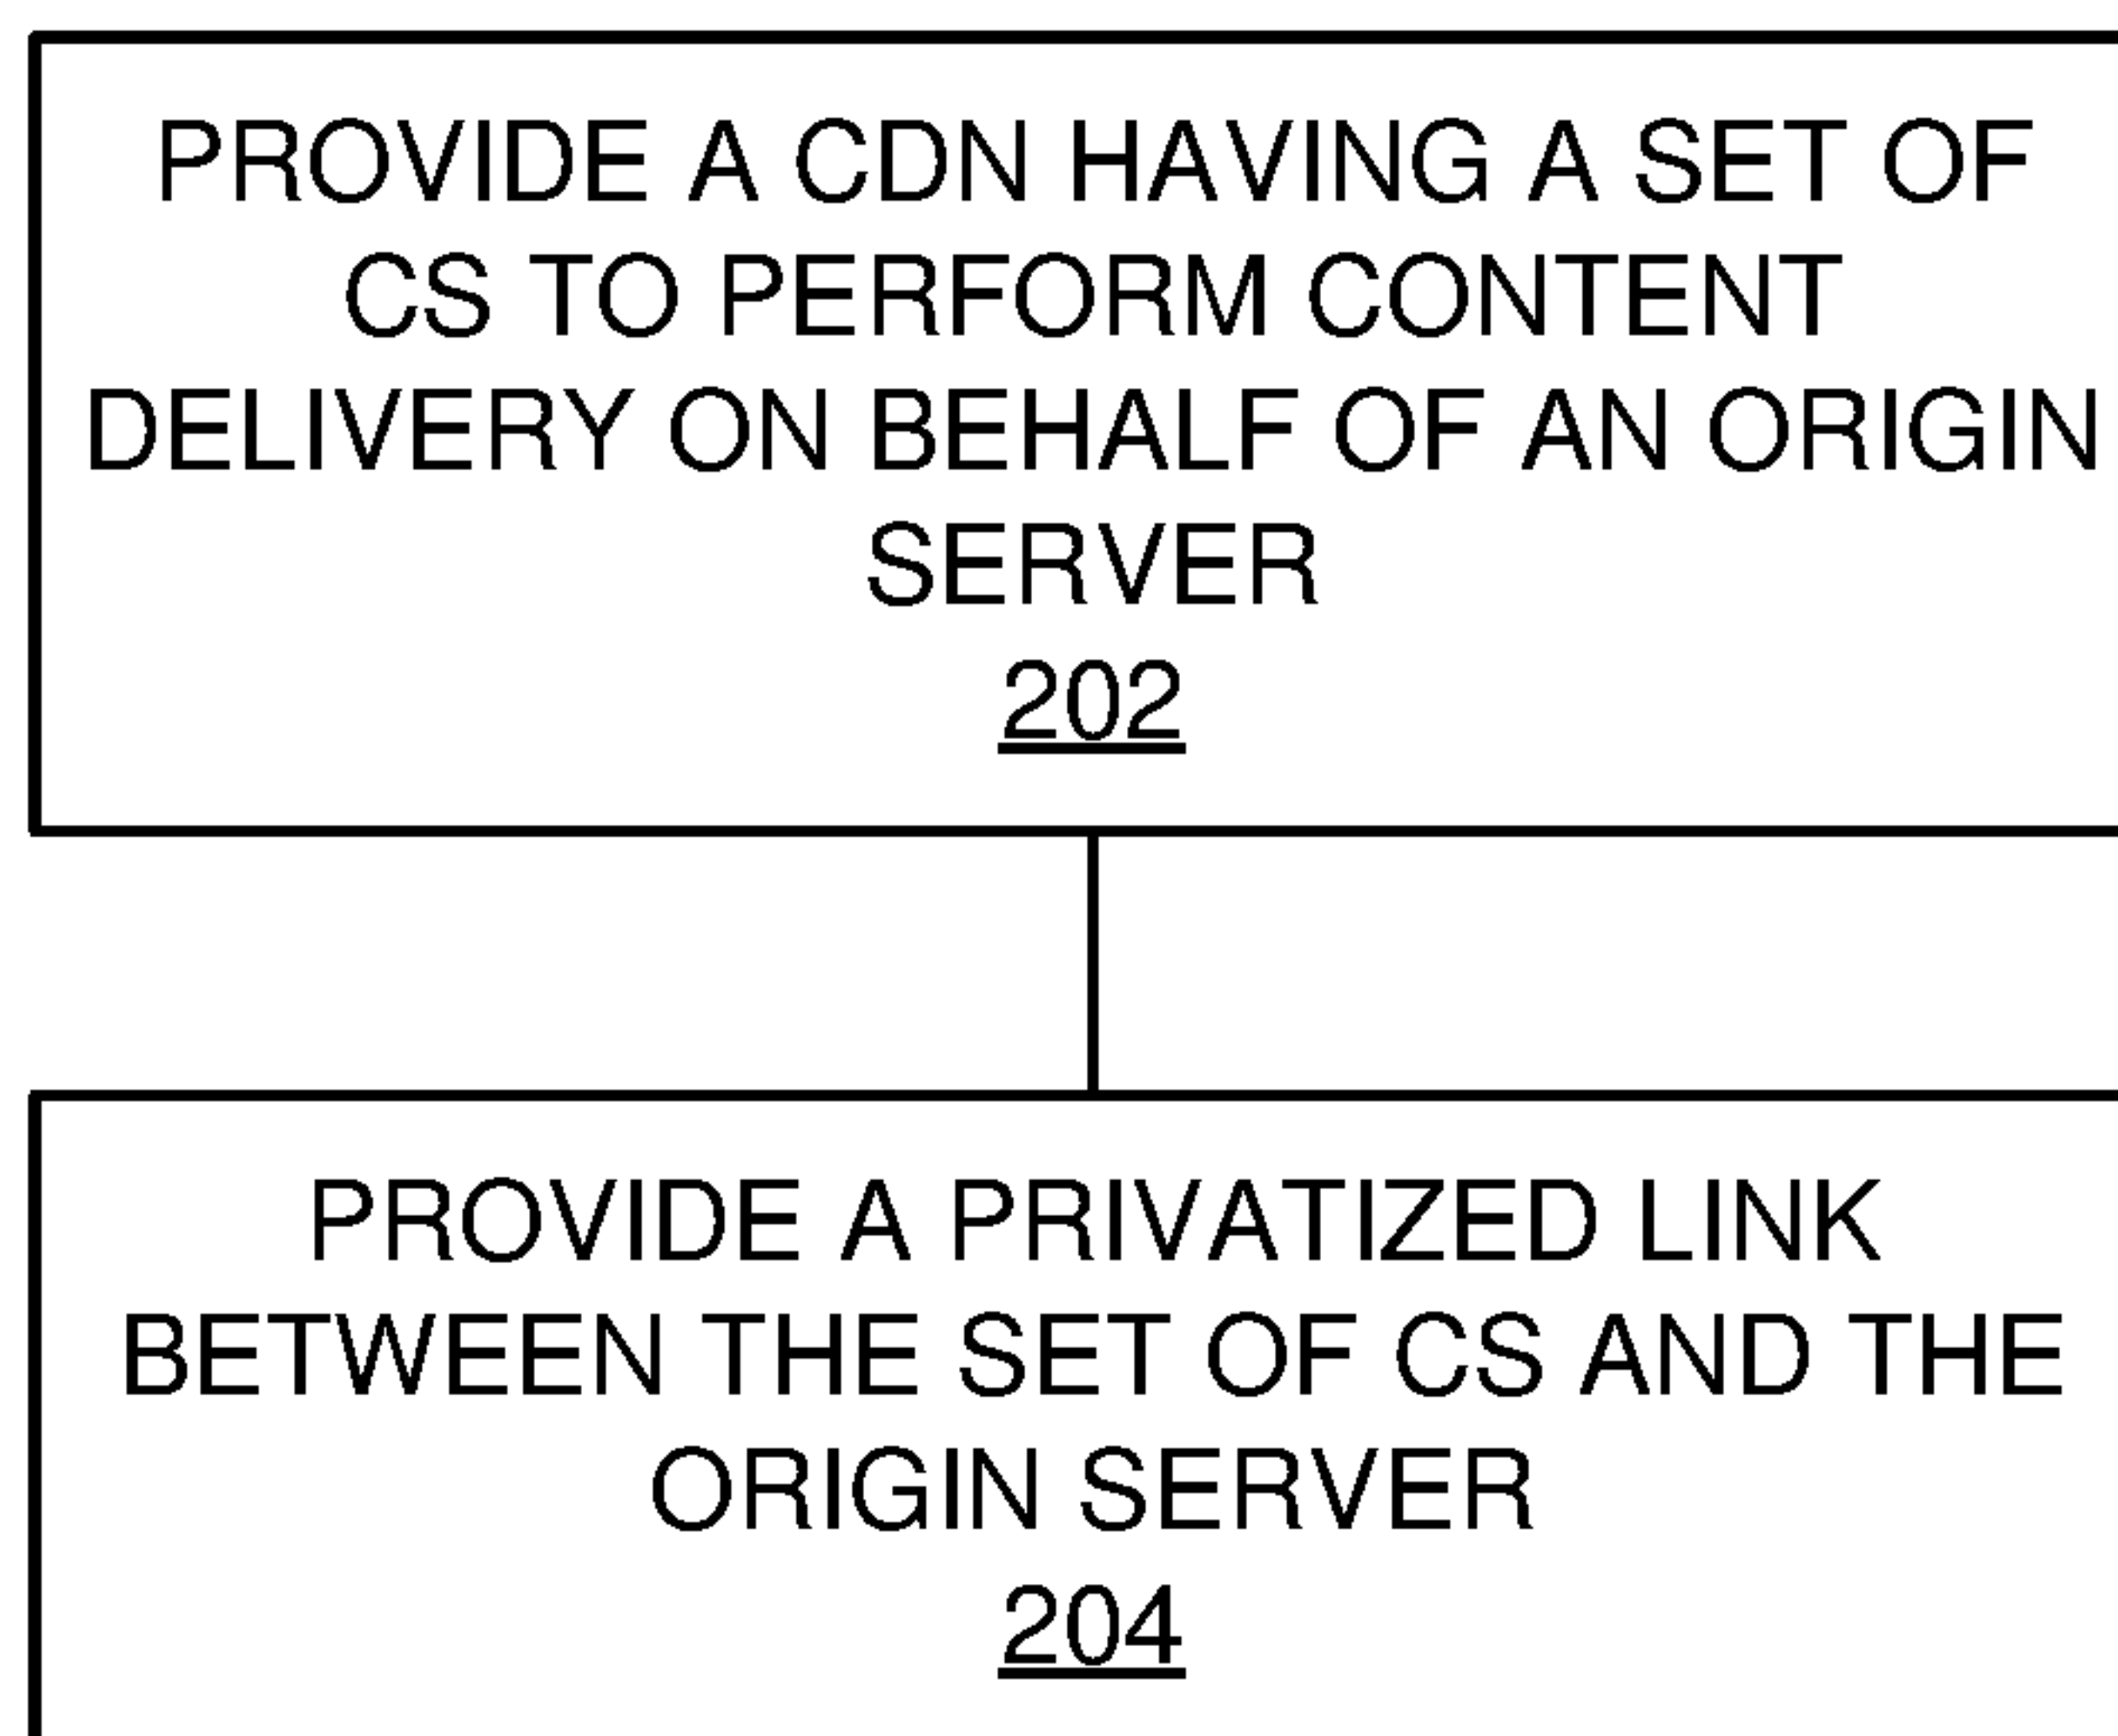 PROVIDE A CDN HAVING A SET OF
CS TO PERFORM CONTENT
DELIVERY ON BEHALF OF AN ORIGIN
SERVER
202
PROVIDE A PRIVATIZED LINK
BETWEEN THE SET OF CS AND THE
ORIGIN SERVER
204